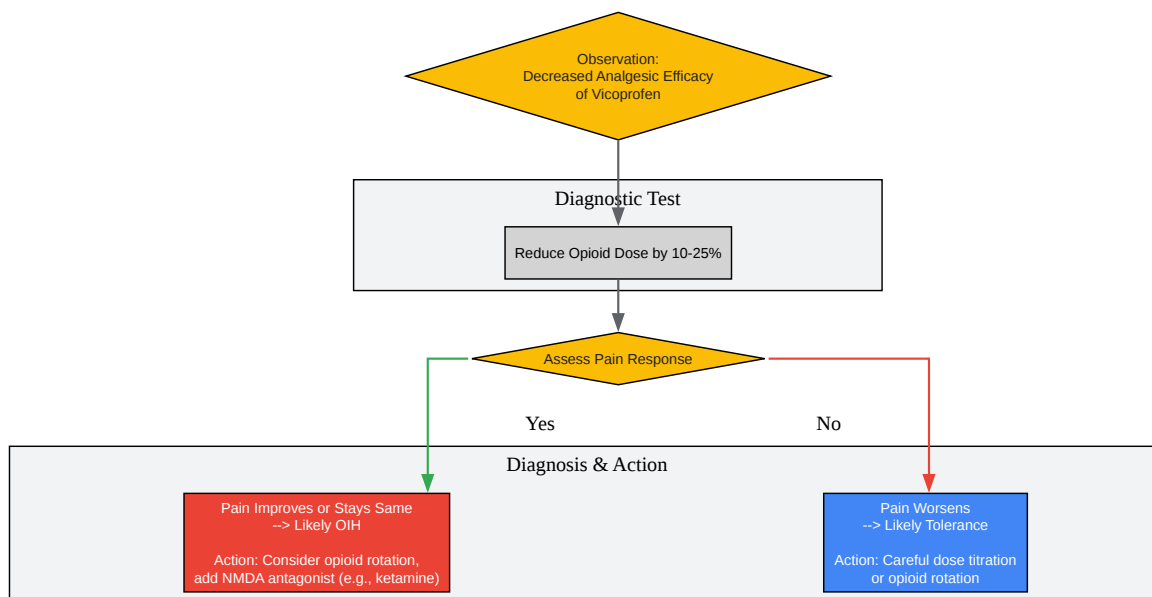 Observation:
Decreased Analgesic Efficacy
of Vicoprofen
Diagnostic Test
Reduce Opioid Dose by 10-25%
Assess Pain Response
Yes
No
Diagnosis & Action
Pain Improves or Stays Same
--> Likely OIH
Action: Consider opioid rotation,
add NMDA antagonist (e.g., ketamine)
Pain Worsens
--> Likely Tolerance
Action: Careful dose titration
or opioid rotation